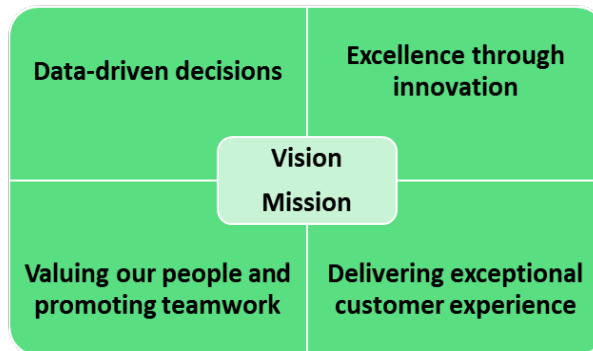 Data-driven decisions
Excellence through
innovation
Vision
Mission
Valuing our people and
promoting teamwork
Delivering exceptional
customer experience